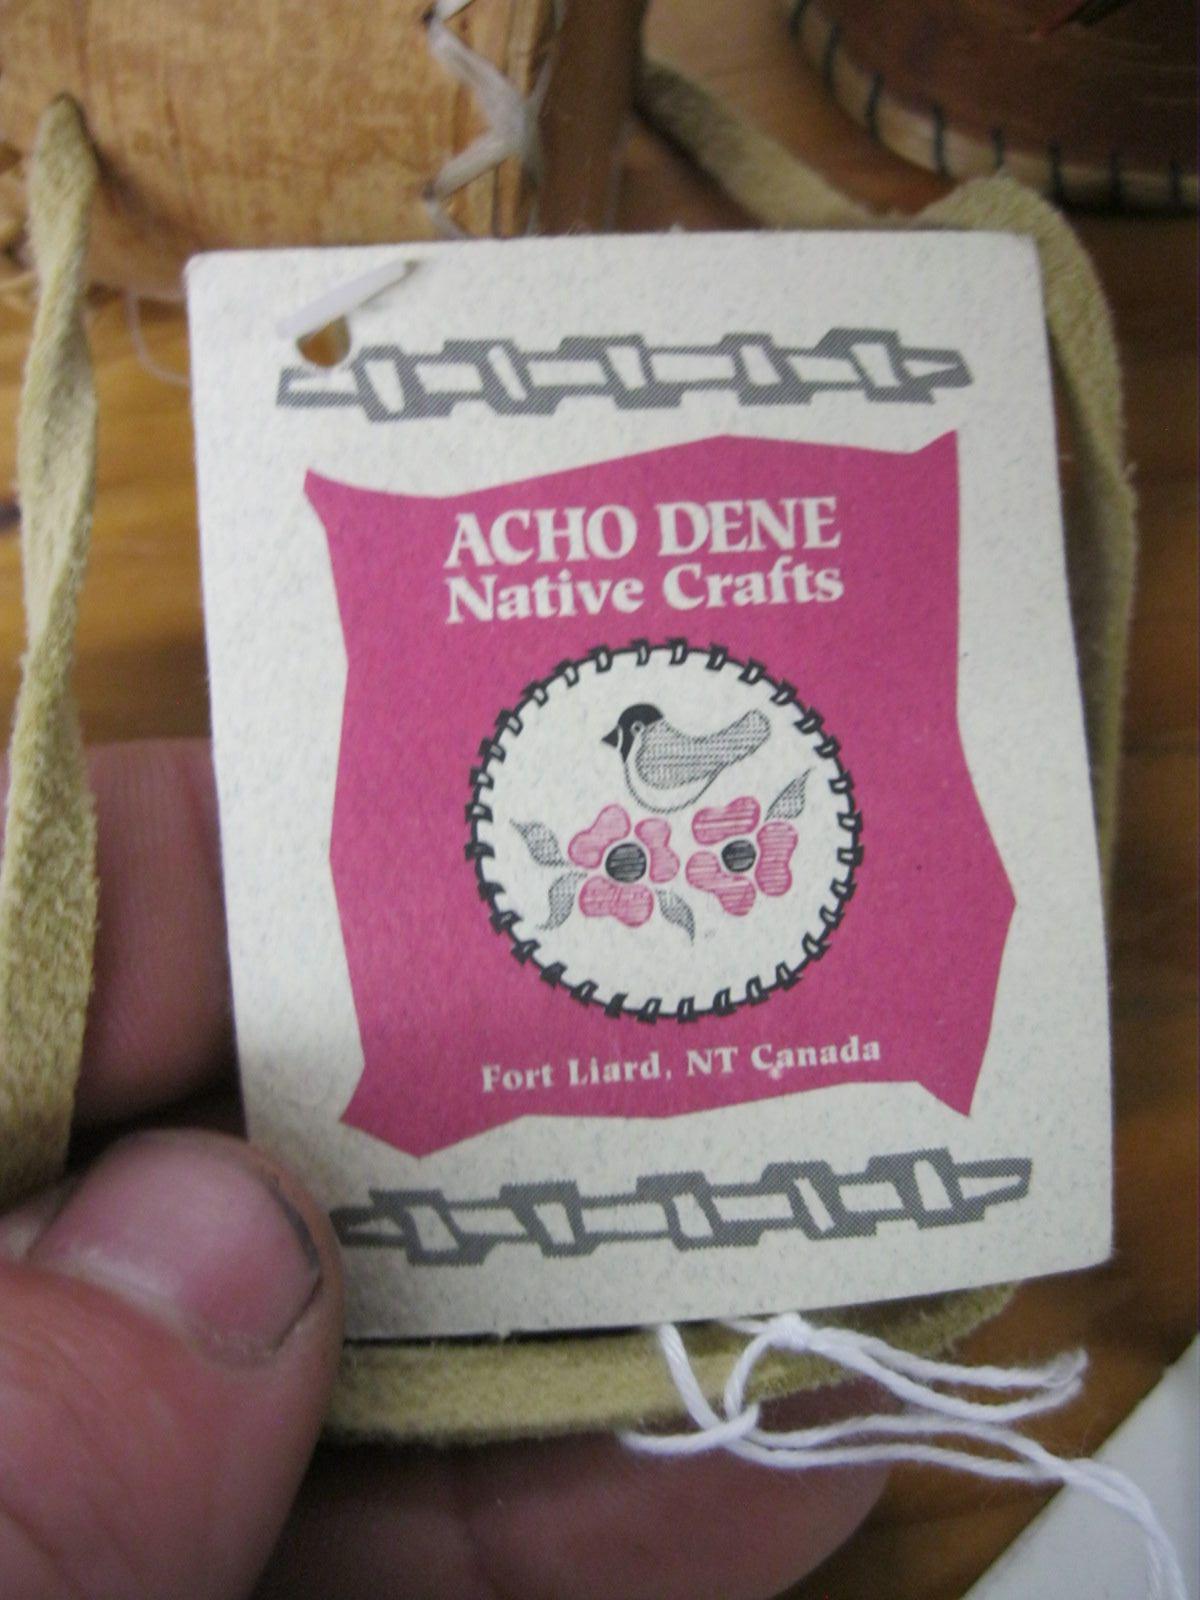 ACHO DENE
Native Crafts
Fort Liard, NT Canada